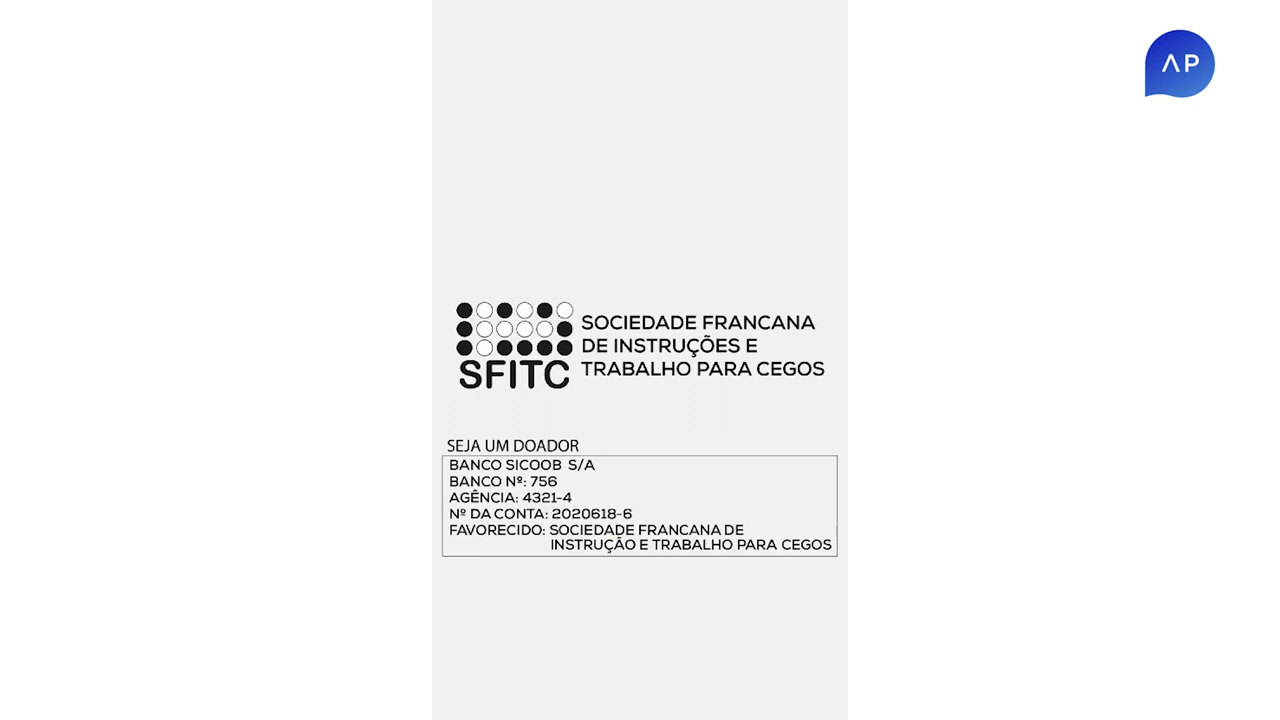 AP
SOCIEDADE FRANCANA
DE INSTRUÇÕES E
TRABALHO PARA CEGOS
SFITC
SEJA UM DOADOR
BANCO SICOOB S/A
BANCO Nº: 756
AGÊNCIA: 4321-4
Nº DA CONTA: 2020618-6
FAVORECIDO: SOCIEDADE FRANCANA DE
INSTRUÇÃO E TRABALHO PARA CEGOS